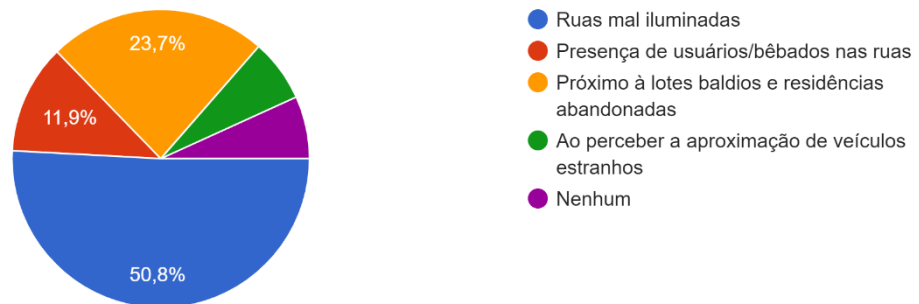 23,7%
11,9%
50,8%
Ruas mal iluminadas
Presença de usuários/bêbados nas ruas
Próximo à lotes baldios e residências
abandonadas
Ao perceber a aproximação de veículos
estranhos
Nenhum